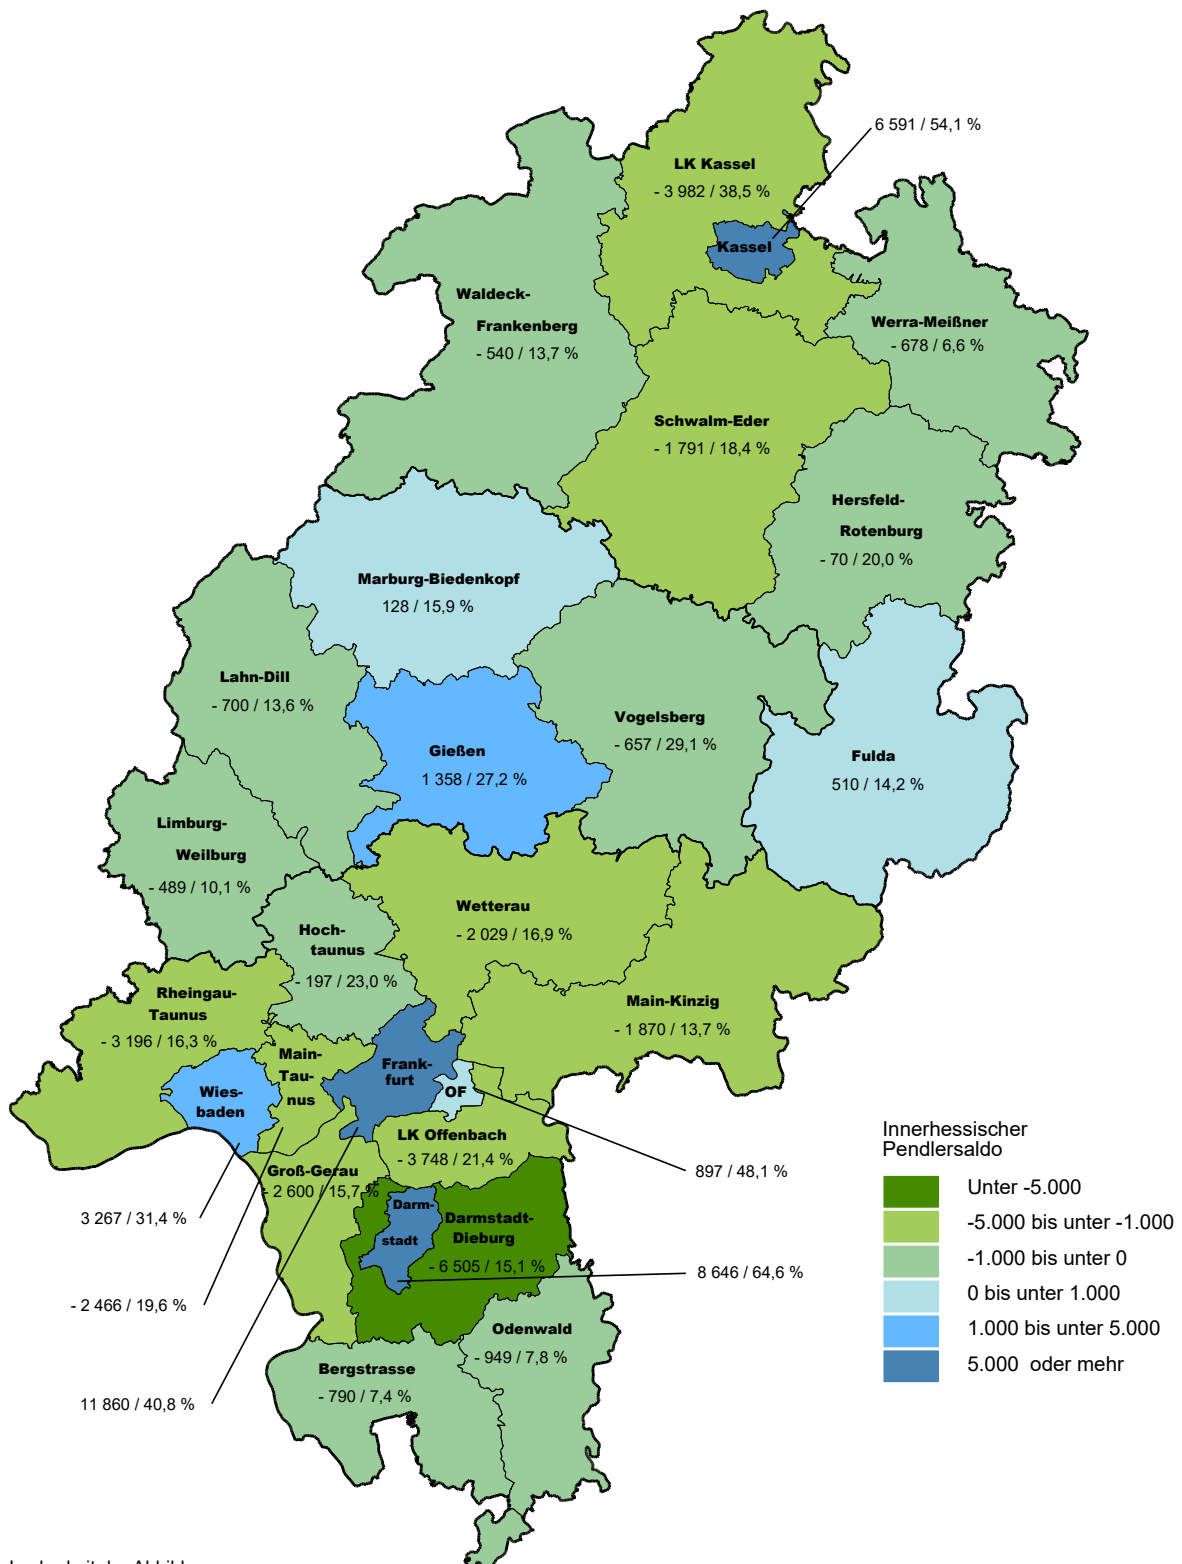 6 591 / 54,1 %
LK Kassel
- 3 982 / 38,5 %
Kassel
Waldeck-
Frankenberg
- 540 / 13,7 %
Werra-Meißner
- 678 / 6,6 %
Schwalm-Eder
- 1 791 / 18,4 %
Hersfeld-
Rotenburg
- 70 / 20,0 %
Marburg-Biedenkopf
128 / 15,9 %
Lahn-Dill
- 700 / 13,6 %
Vogelsberg
- 657 / 29,1 %
Gießen
1 358 / 27,2 %
Fulda
510 / 14,2 %
Limburg-
Weilburg
- 489 / 10,1 %
Wetterau
- 2 029 / 16,9 %
Hoch-
taunus
- 197 / 23,0 %
Rheingau-
Taunus
- 3 196 / 16,3 %
Main-Kinzig
- 1 870 / 13,7 %
Main-
Tau-
nus
Frank-
furt
Wies-
baden
OF
LK Offenbach
- 3 748 / 21,4 %
Groß-Gerau
- 2 600 / 15,7 %
897 / 48,1 %
3 267 / 31,4 %
Darm-
stadt
Darmstadt-
Dieburg
- 6 505 / 15,1 %
8 646 / 64,6 %
- 2 466 / 19,6 %
Odenwald
- 949 / 7,8 %
Bergstrasse
- 790 / 7,4 %
11 860 / 40,8 %
Innerhessischer
Pendlersaldo
Unter -5.000
-5.000 bis unter -1.000
-1.000 bis unter 0
0 bis unter 1.000
1.000 bis unter 5.000
5.000 oder mehr